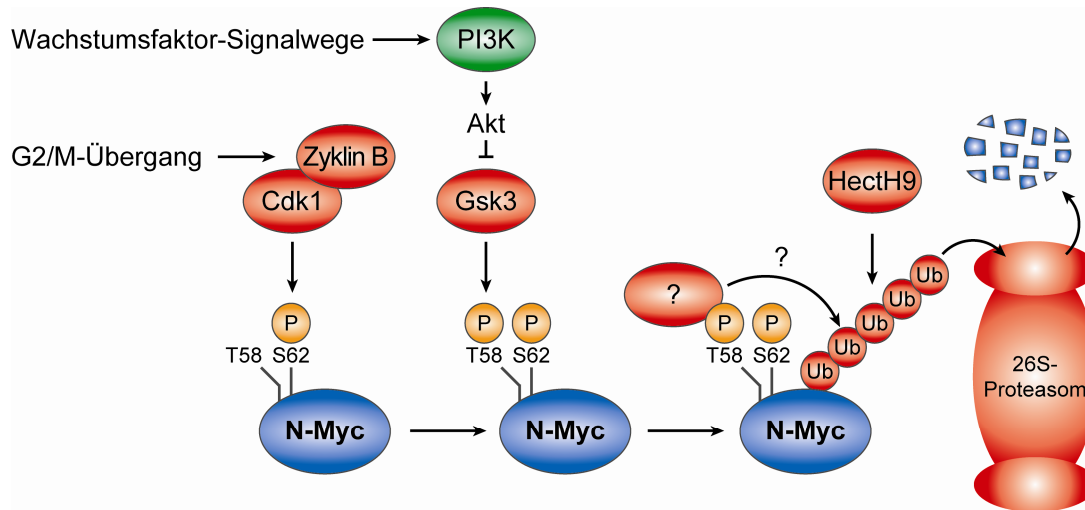 Wachstumsfaktor-Signalwege
PI3K
Akt
G2/M-Übergang
Zyklin B
Cdk1
Gsk3
HectH9
?
?
Ub
Ub
Ub
Ub
Ub
P
P
P
P
P
T58
S62
T58
S62
T58
S62
N-Myc
N-Myc
N-Myc
26S-
Proteasom